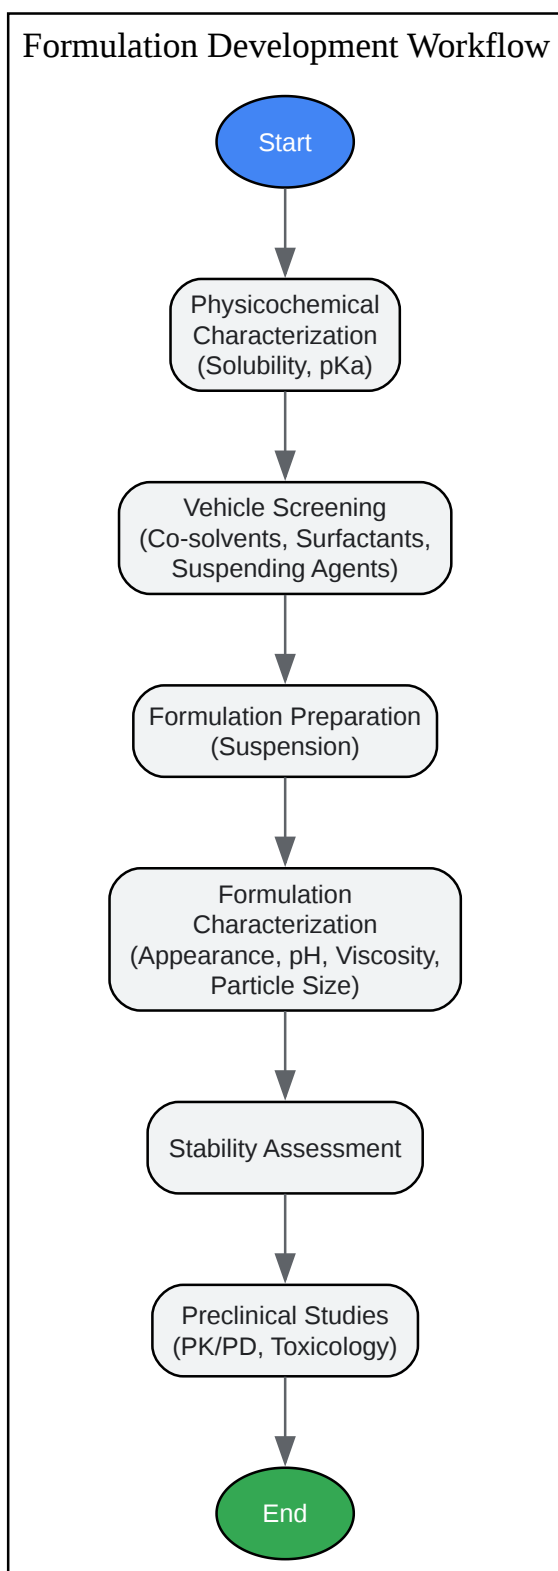 Formulation Development Workflow
Start
Physicochemical
Characterization
(Solubility, pKa)
Vehicle Screening
(Co-solvents, Surfactants,
Suspending Agents)
Formulation Preparation
(Suspension)
Formulation
Characterization
(Appearance, pH, Viscosity,
Particle Size)
Stability Assessment
Preclinical Studies
(PK/PD, Toxicology)
End